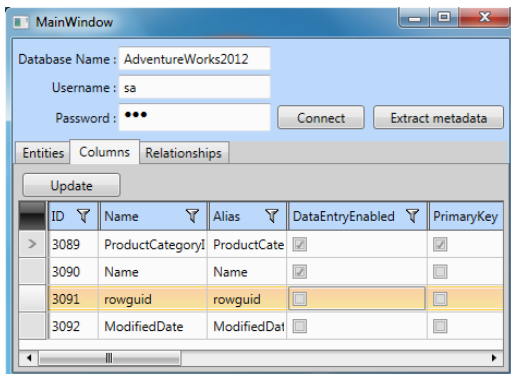 MainWindow
Database Name : AdventureWorks2012
Username : sa
Password : •••
Connect Extract metadata
Entities Columns Relationships
Update
ID Name Alias DataEntryEnabled PrimaryKey
3089 ProductCategoryI ProductCate
3090 Name Name
3091 rowguid rowguid
3092 ModifiedDate ModifiedDat